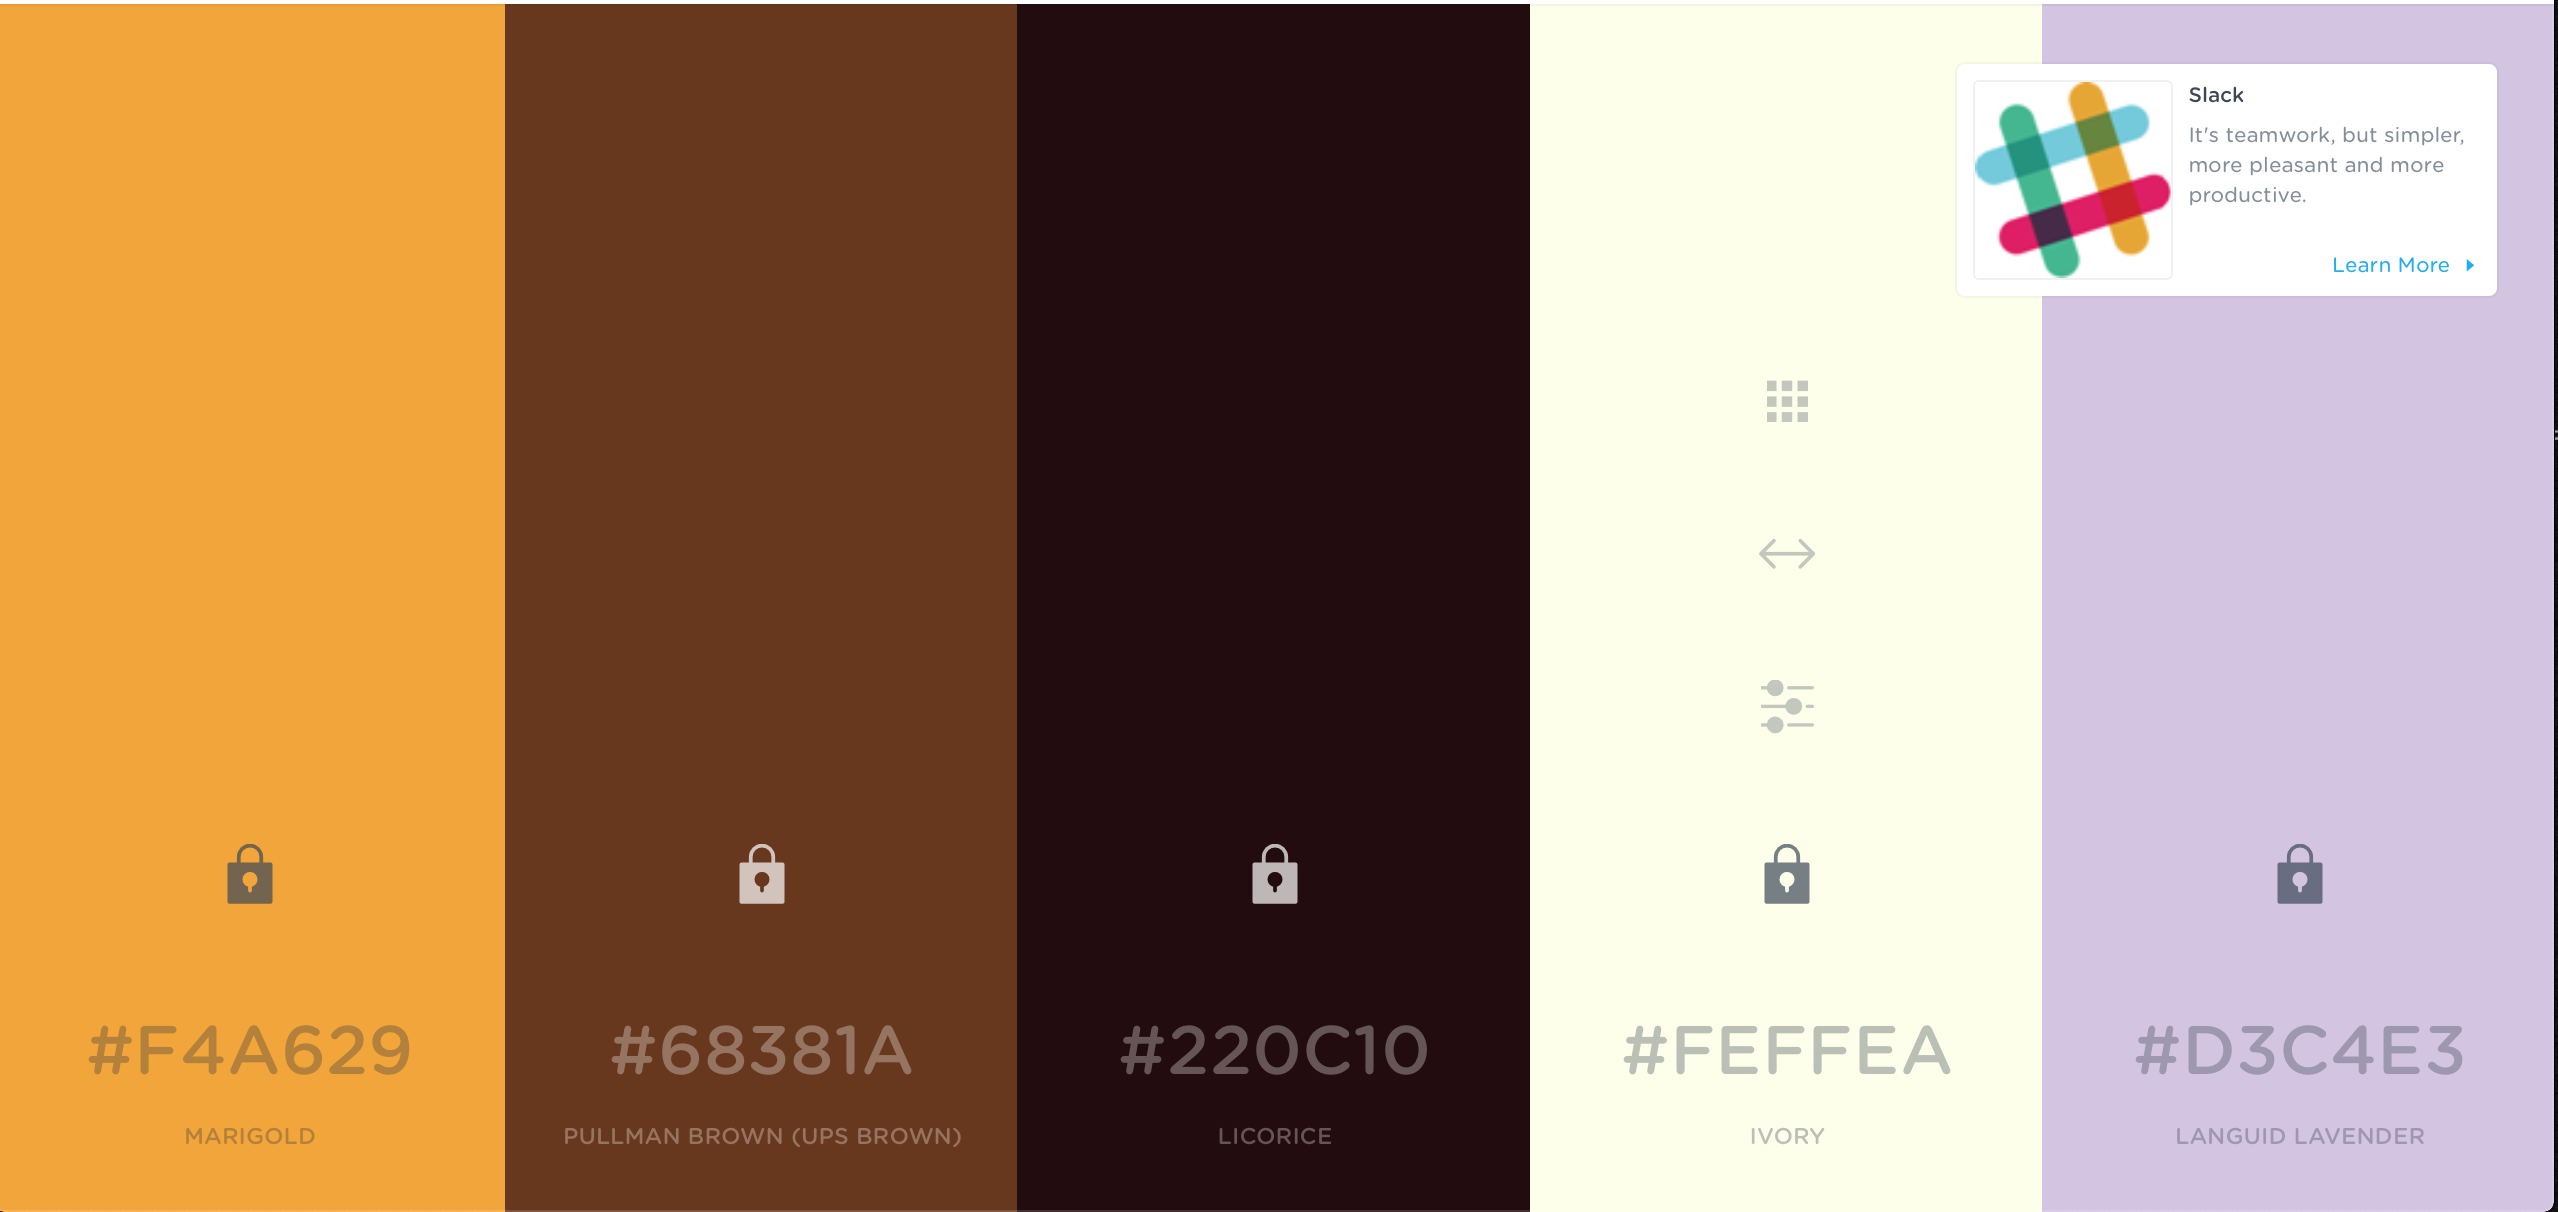 Slack
It's teamwork, but simpler,
more pleasant and more
productive.
Learn More
#F4A629
MARIGOLD
#68381A
PULLMAN BROWN (UPS BROWN)
#220C10
LICORICE
#FEFFEA
IVORY
#D3C4E3
LANGUID LAVENDER